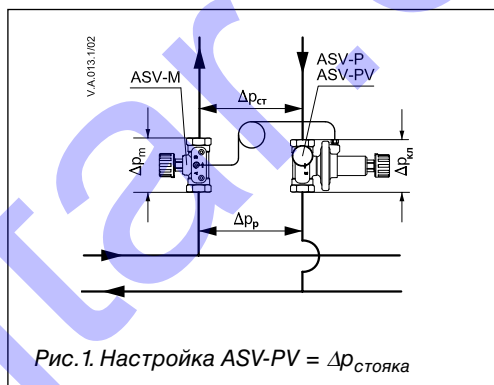 V.A.013.1/02
ASV-M
ASV-P
ASV-PV
Δpст
Δpm
Δpкл
Δpр
Рис.1. Настройка ASV-PV = Δpстояка